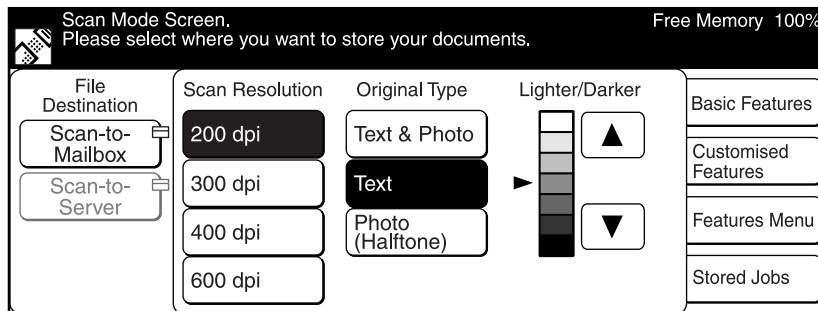 Scan Mode Screen.
Free Memory 100%
Please select where you want to store your documents.
File
Destination
Scan-to-
Mailbox
Scan-to-
Server
Scan Resolution
200 dpi
300 dpi
400 dpi
600 dpi
Original Type
Text & Photo
Text
Photo
(Halftone)
Lighter/Darker
Basic Features
Customised
Features
Features Menu
Stored Jobs